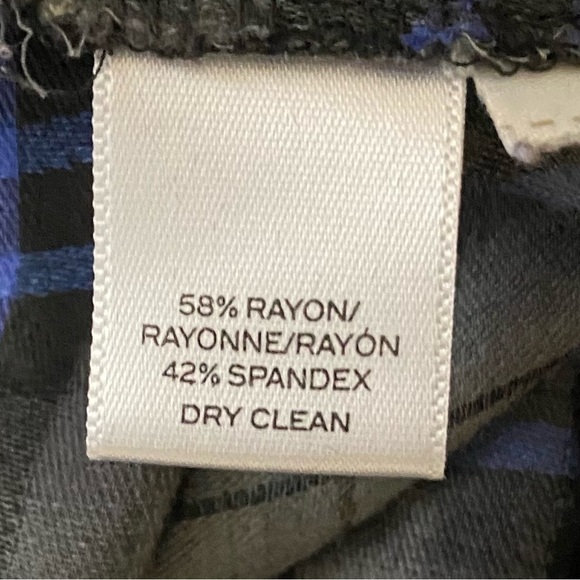 58% RAYON/
RAYONNE/RAYÓN
42% SPANDEX
DRY CLEAN